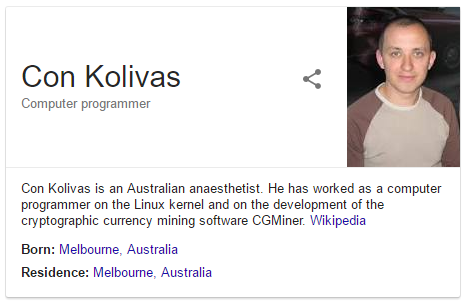 Con Kolivas
Computer programmer
Con Kolivas is an Australian anaesthetist. He has worked as a computer
programmer on the Linux kernel and on the development of the
cryptographic currency mining software CGMiner. Wikipedia
Born: Melbourne, Australia
Residence: Melbourne, Australia